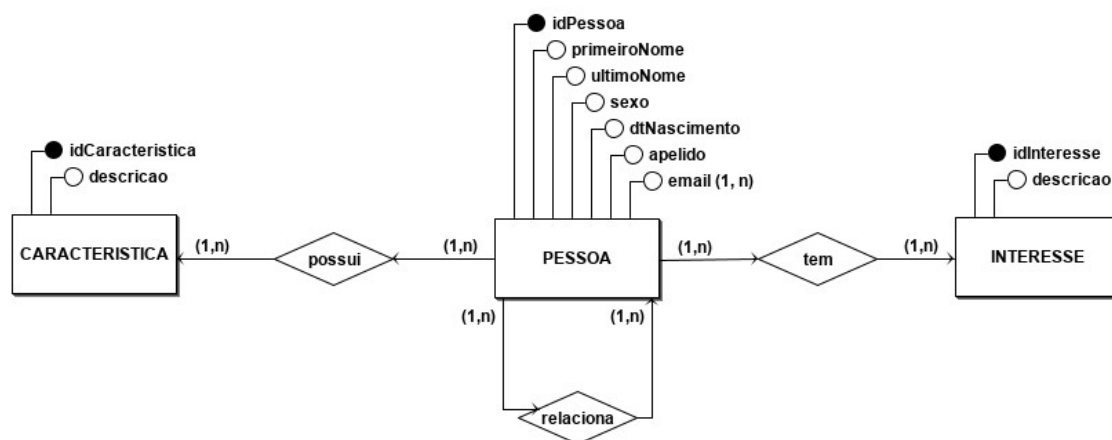 idPessoa
primeiroNome
ultimoNome
sexo
dtNascimento
apelido
email (1, n)
idCaracteristica
descricao
idInteresse
descricao
CARACTERISTICA
(1,n)
possui
(1,n)
PESSOA
(1,n)
tem
(1,n)
INTERESSE
(1,n)
(1,n)
relaciona